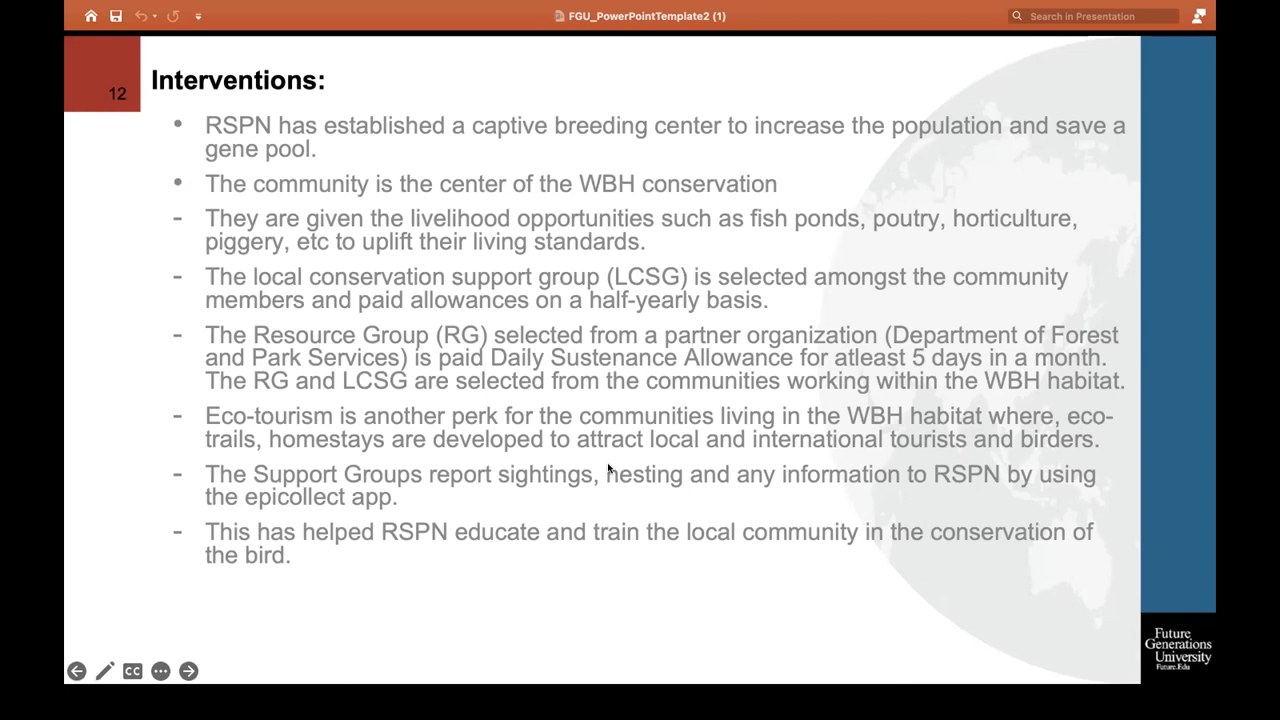 FGU_PowerPointTemplate2 (1)
Search in Presentation
12
Interventions:
• RSPN has established a captive breeding center to increase the population and save a
gene pool.
• The community is the center of the WBH conservation
- They are given the livelihood opportunities such as fish ponds, poutry, horticulture,
piggery, etc to uplift their living standards.
- The local conservation support group (LCSG) is selected amongst the community
members and paid allowances on a half-yearly basis.
- The Resource Group (RG) selected from a partner organization (Department of Forest
and Park Services) is paid Daily Sustenance Allowance for atleast 5 days in a month.
The RG and LCSG are selected from the communities working within the WBH habitat.
- Eco-tourism is another perk for the communities living in the WBH habitat where, eco-
trails, homestays are developed to attract local and international tourists and birders.
- The Support Groups report sightings, nesting and any information to RSPN by using
the epicollect app.
- This has helped RSPN educate and train the local community in the conservation of
the bird.
CC
Future
Generations
University
Future.Edu